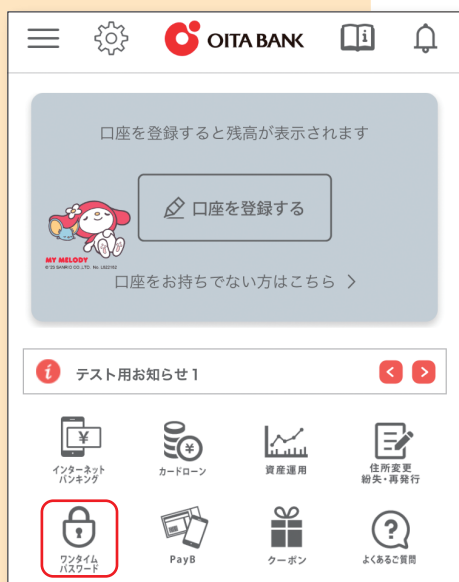 OITA BANK
口座を登録すると残高が表示されます
口座を登録する
MY MELODY
口座をお持ちでない方はこちら >
i テスト用お知らせ1 < >
インターネット
バンキング
カードローン
資産運用
住所変更
紛失・再発行
ワンタイム
パスワード
PayB
クーポン
よくあるご質問